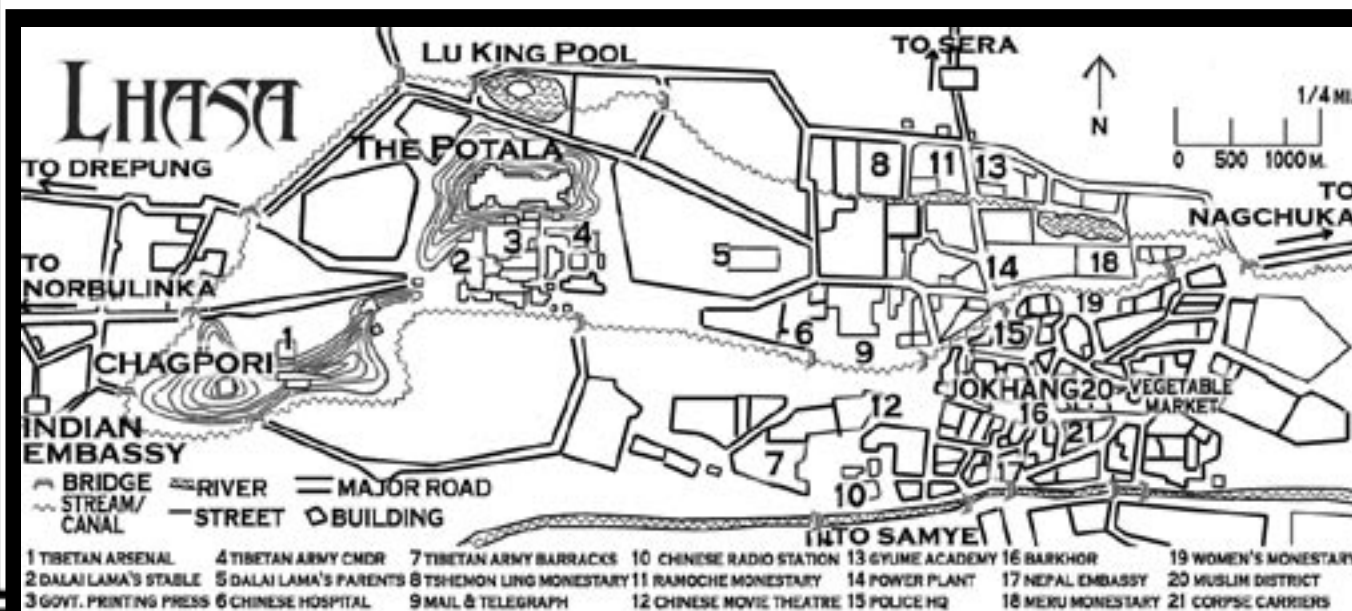 LHASA
LU KING POOL
TO SERA
N
1/4 MI.
0 500 1000 M.
THE POTALA
TO DREPUNG
8
11
13
TO
NAGCHUKA
3
4
2
5
14
18
TO
NORBULINKA
19
1
6
9
15
CHAGPORI
JOKHANG
20
VEGETABLE
MARKET
12
16
21
INDIAN
EMBASSY
7
17
10
BRIDGE
RIVER
MAJOR ROAD
STREAM/
CANAL
STREET
BUILDING
TO SAMYE
1 TIBETAN ARSENAL 4 TIBETAN ARMY CMDR 7 TIBETAN ARMY BARRACKS 10 CHINESE RADIO STATION 13 GYUME ACADEMY 16 BARKHOR 19 WOMEN'S MONESTARY
2 DALAI LAMA'S STABLE 5 DALAI LAMA'S PARENTS 8 TSHEMON LING MONESTARY 11 RAMOCHE MONESTARY 14 POWER PLANT 17 NEPAL EMBASSY 20 MUSLIM DISTRICT
3 GOVT. PRINTING PRESS 6 CHINESE HOSPITAL 9 MAIL & TELEGRAPH 12 CHINESE MOVIE THEATRE 15 POLICE HQ 18 MERU MONESTARY 21 CORPSE CARRIERS